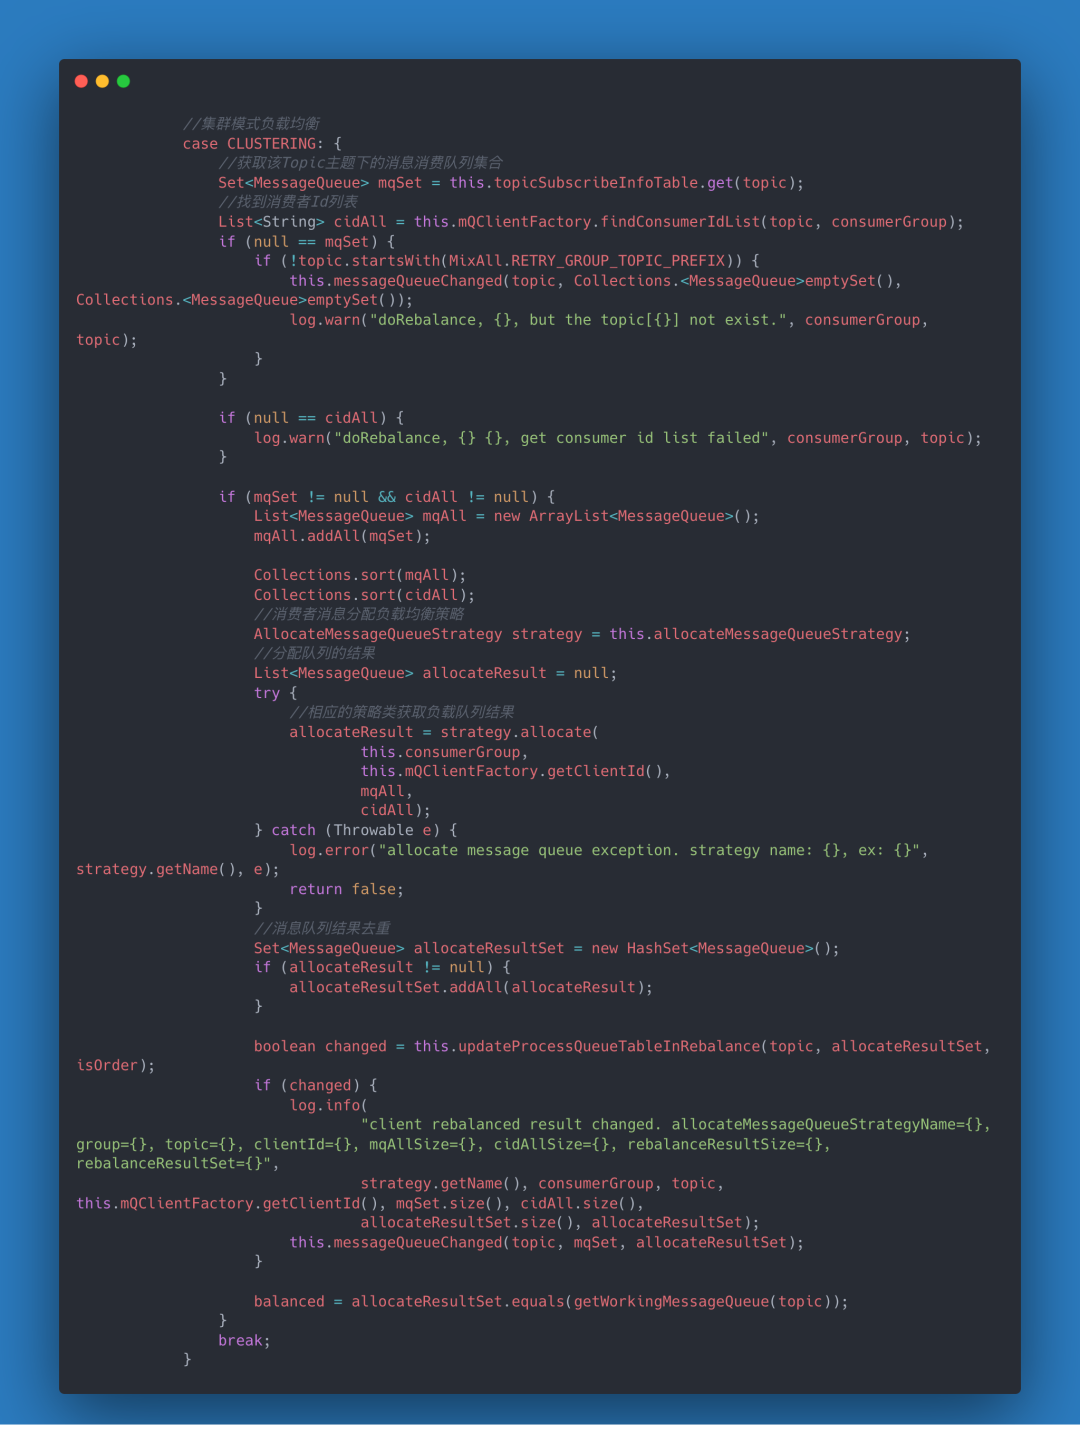 //集群模式负载均衡
case CLUSTERING: {
//获取该Topic主题下的消息消费队列集合
Set<MessageQueue> mqSet = this.topicSubscribeInfoTable.get(topic);
//找到消费者Id列表
List<String> cidAll = this.mQClientFactory.findConsumerIdList(topic, consumerGroup);
if (null == mqSet) {
if (!topic.startsWith(MixAll.RETRY_GROUP_TOPIC_PREFIX)) {
this.messageQueueChanged(topic, Collections.<MessageQueue>emptySet(),
Collections.<MessageQueue>emptySet());
log.warn("doRebalance, {}, but the topic[{}] not exist.", consumerGroup,
topic);
}
}
if (null == cidAll) {
log.warn("doRebalance, {} {}, get consumer id list failed", consumerGroup, topic);
}
if (mqSet != null && cidAll != null) {
List<MessageQueue> mqAll = new ArrayList<MessageQueue>();
mqAll.addAll(mqSet);
Collections.sort(mqAll);
Collections.sort(cidAll);
//消费者消息分配负载均衡策略
AllocateMessageQueueStrategy strategy = this.allocateMessageQueueStrategy;
//分配队列的结果
List<MessageQueue> allocateResult = null;
try {
//相应的策略类获取负载队列结果
allocateResult = strategy.allocate(
this.consumerGroup,
this.mQClientFactory.getClientId(),
mqAll,
cidAll);
} catch (Throwable e) {
log.error("allocate message queue exception. strategy name: {}, ex: {}",
strategy.getName(), e);
return false;
}
//消息队列结果去重
Set<MessageQueue> allocateResultSet = new HashSet<MessageQueue>();
if (allocateResult != null) {
allocateResultSet.addAll(allocateResult);
}
boolean changed = this.updateProcessQueueTableInRebalance(topic, allocateResultSet,
isOrder);
if (changed) {
log.info(
"client rebalanced result changed. allocateMessageQueueStrategyName={},
group={}, topic={}, clientId={}, mqAllSize={}, cidAllSize={}, rebalanceResultSize={},
rebalanceResultSet={}",
strategy.getName(), consumerGroup, topic,
this.mQClientFactory.getClientId(), mqSet.size(), cidAll.size(),
allocateResultSet.size(), allocateResultSet);
this.messageQueueChanged(topic, mqSet, allocateResultSet);
}
balanced = allocateResultSet.equals(getWorkingMessageQueue(topic));
}
break;
}